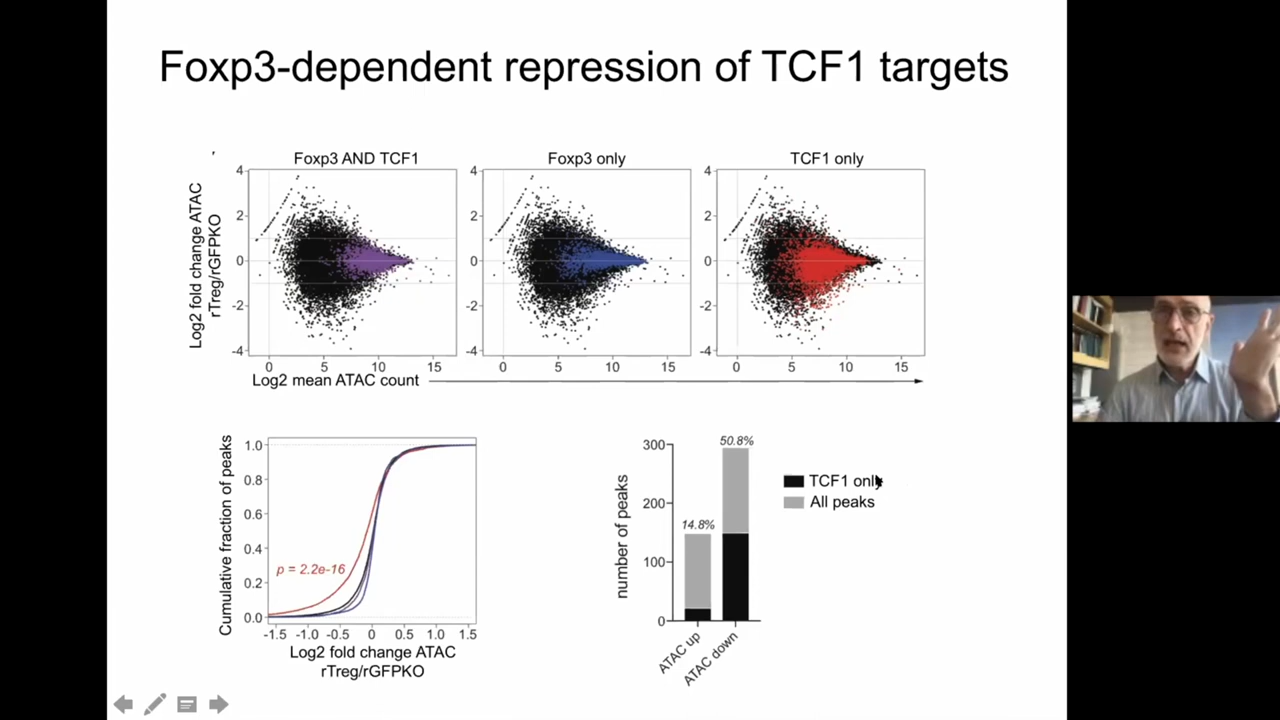 Foxp3-dependent repression of TCF1 targets
Foxp3 AND TCF1
Foxp3 only
TCF1 only
Log2 fold change ATAC
rTreg/rGFPKO
4
2
0
-2
-4
0
5
10
15
4
2
0
-2
-4
0
5
10
15
4
2
0
-2
-4
0
5
10
15
Log2 mean ATAC count
Cumulative fraction of peaks
1.0
0.8
0.6
0.4
0.2
0.0
p = 2.2e-16
-1.5
-1.0
-0.5
0
0.5
1.0
1.5
Log2 fold change ATAC
rTreg/rGFPKO
number of peaks
300
200
100
0
14.8%
50.8%
ATAC up
ATAC down
TCF1 only
All peaks